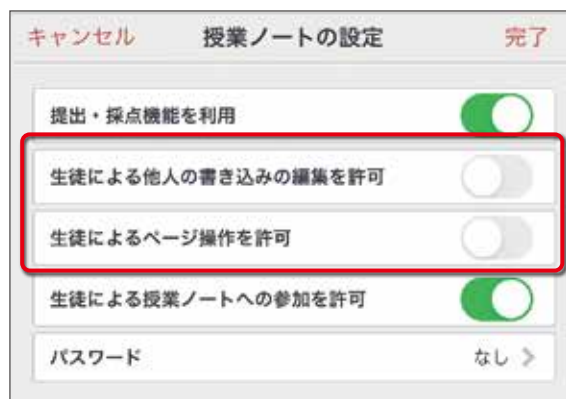 キャンセル 授業ノートの設定 完了
提出・採点機能を利用
生徒による他人の書き込みの編集を許可
生徒によるページ操作を許可
生徒による授業ノートへの参加を許可
パスワード なし >